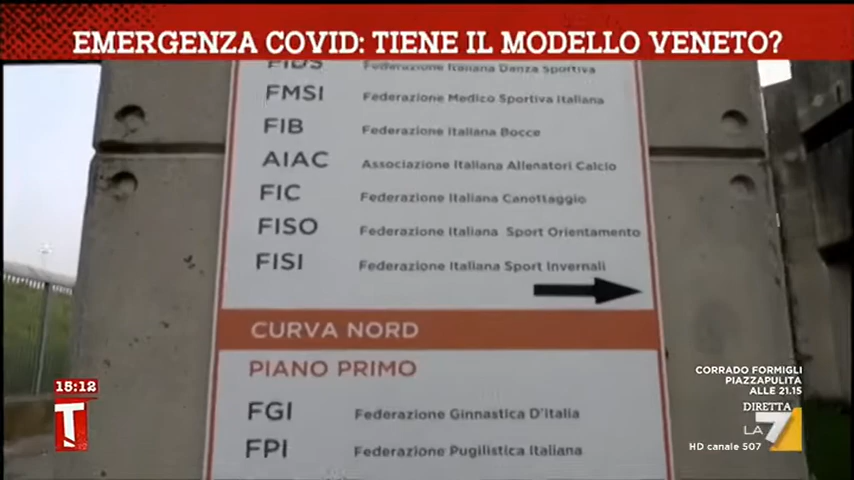 EMERGENZA COVID: TIENE IL MODELLO VENETO?
FIDS Federazione Italiana Danza Sportiva
FMSI Federazione Medico Sportiva Italiana
FIB Federazione Italiana Bocce
AIAC Associazione Italiana Allenatori Calcio
FIC Federazione Italiana Canottaggio
FISO Federazione Italiana Sport Orientamento
FISI Federazione Italiana Sport Invernali
CURVA NORD
PIANO PRIMO
FGI Federazione Ginnastica D'Italia
FPI Federazione Pugilistica Italiana
15:12
T
CORRADO FORMIGLI
PIAZZAPULITA
ALLE 21.15
DIRETTA
LA 7
HD canale 507